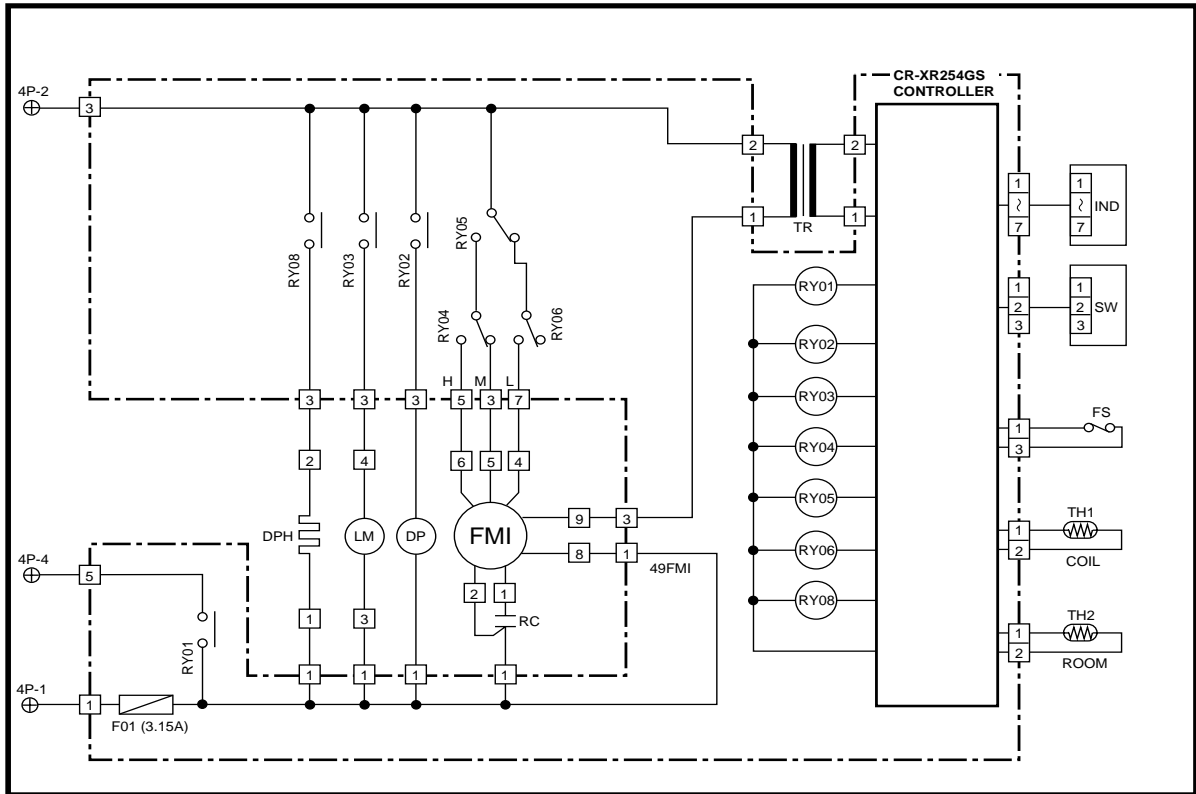 CR-XR254GS
CONTROLLER
4P-2
3
2
2
1
1
TR
1
7
1
7
IND
1
2
3
1
2
3
SW
RY08
RY03
RY02
RY05
RY04
RY06
RY01
RY02
RY03
RY04
RY05
RY06
RY08
H
M
L
3
3
3
5
3
7
2
4
6
5
4
1
3
FS
DPH
LM
DP
FMI
9
3
8
1
49FMI
2
1
RC
1
2
TH1
COIL
4P-4
5
RY01
1
3
1
1
1
1
1
2
TH2
ROOM
4P-1
1
F01 (3.15A)